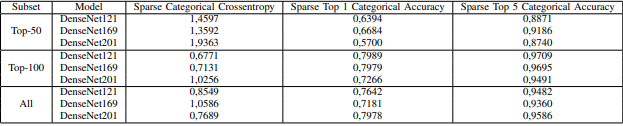 Subset Model Sparse Categorical Crossentropy Sparse Top 1 Categorical Accuracy Sparse Top 5 Categorical Accuracy
DenseNet121 1,4597 0,6394 0,8871
Top-50 DenseNet169 1,3592 0,6684 0,9186
DenseNet201 1,9363 0,5700 0,8740
DenseNet121 0,6771 0,7989 0,9709
Top-100 DenseNet169 0,7131 0,7979 0,9695
DenseNet201 1,0256 0,7266 0,9491
DenseNet121 0,8549 0,7642 0,9482
All DenseNet169 1,0586 0,7181 0,9360
DenseNet201 0,7689 0,7978 0,9586